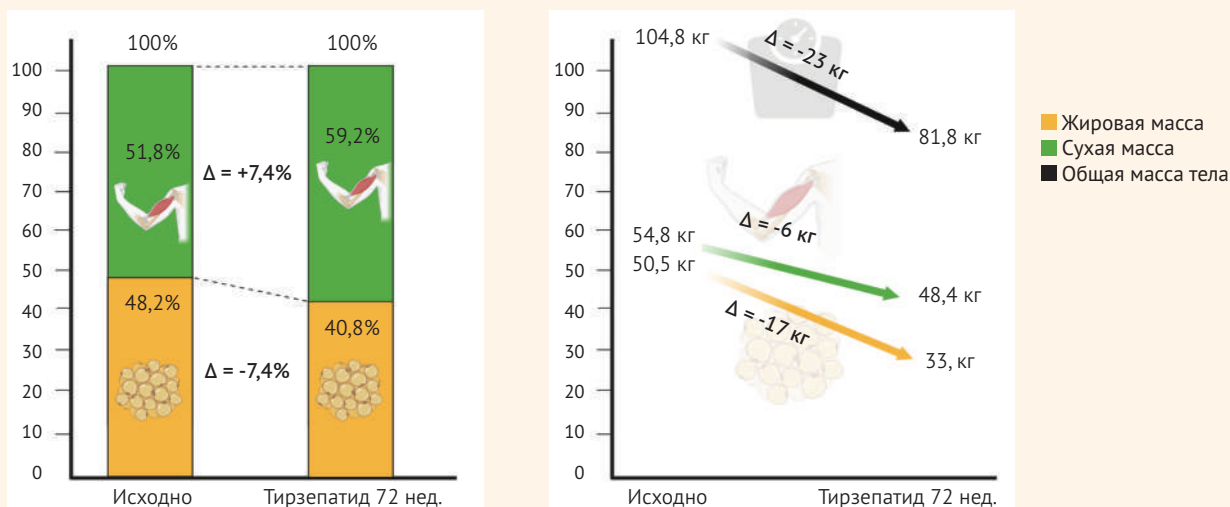 100%
100%
100
90
80
70
60
50
40
30
20
10
0
51,8%
59,2%
Δ = +7,4%
48,2%
40,8%
Δ = -7,4%
Исходно
Тирзепатид 72 нед.
100
90
80
70
60
50
40
30
20
10
0
104,8 кг
Δ = -23 кг
81,8 кг
Δ = -6 кг
54,8 кг
50,5 кг
48,4 кг
Δ = -17 кг
33, кг
Исходно
Тирзепатид 72 нед.
Жировая масса
Сухая масса
Общая масса тела